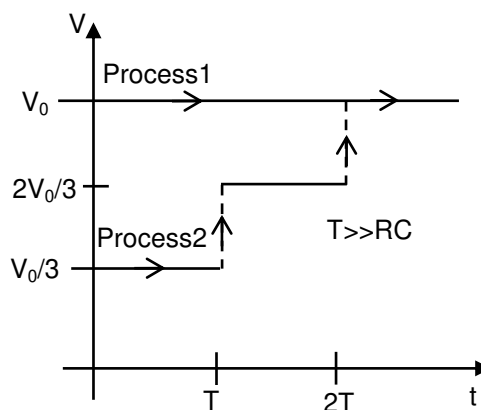 V
Process1
V₀
2V₀/3
T>>RC
Process2
V₀/3
T
2T
t